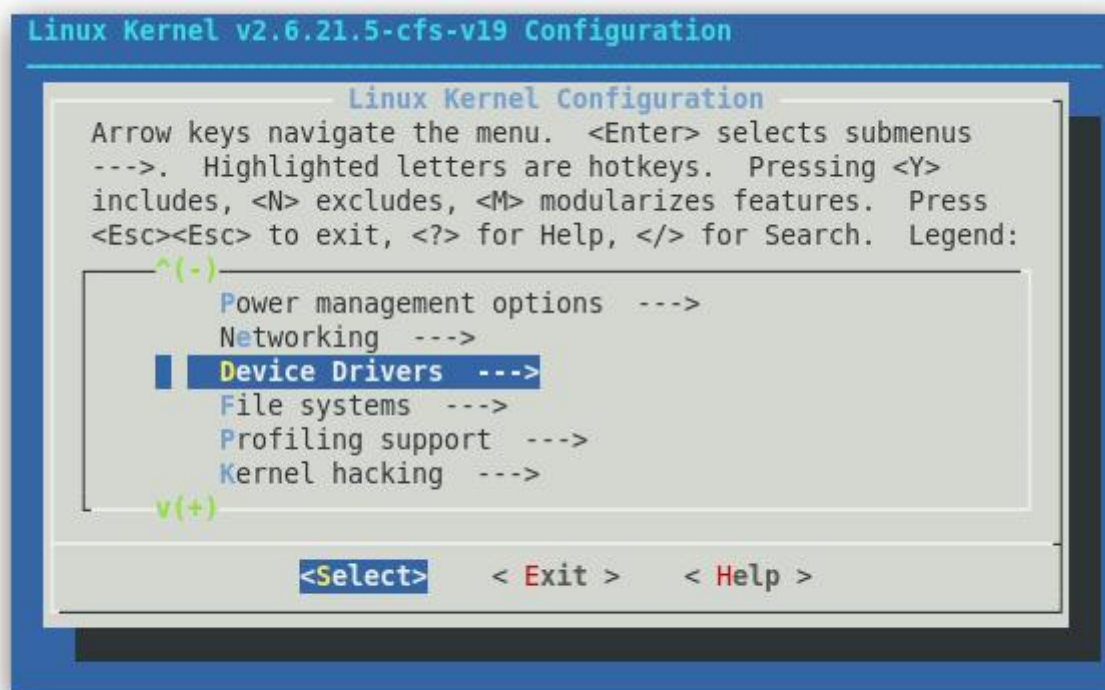 Linux Kernel v2.6.21.5-cfs-v19 Configuration
Linux Kernel Configuration
Arrow keys navigate the menu.  <Enter> selects submenus
--->.  Highlighted letters are hotkeys.  Pressing <Y>
includes, <N> excludes, <M> modularizes features.  Press
<Esc><Esc> to exit, <?> for Help, </> for Search.  Legend:
^(-)
Power management options  --->
Networking  --->
Device Drivers  --->
File systems  --->
Profiling support  --->
Kernel hacking  --->
v(+)
<Select>    < Exit >    < Help >